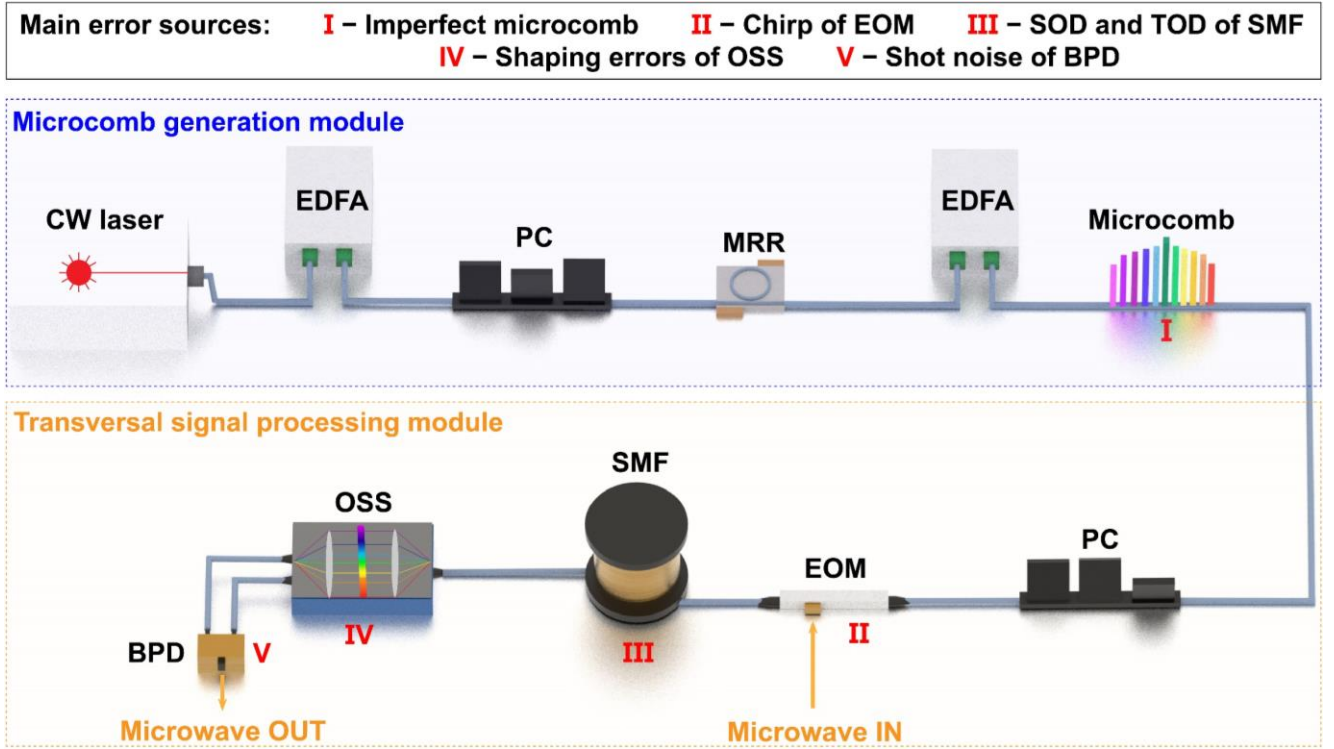 Main error sources: I – Imperfect microcomb II – Chirp of EOM III – SOD and TOD of SMF
IV – Shaping errors of OSS V – Shot noise of BPD
Microcomb generation module
CW laser
EDFA
PC
MRR
EDFA
Microcomb
I
Transversal signal processing module
OSS
SMF
EOM
PC
IV
III
II
BPD
V
Microwave OUT
Microwave IN